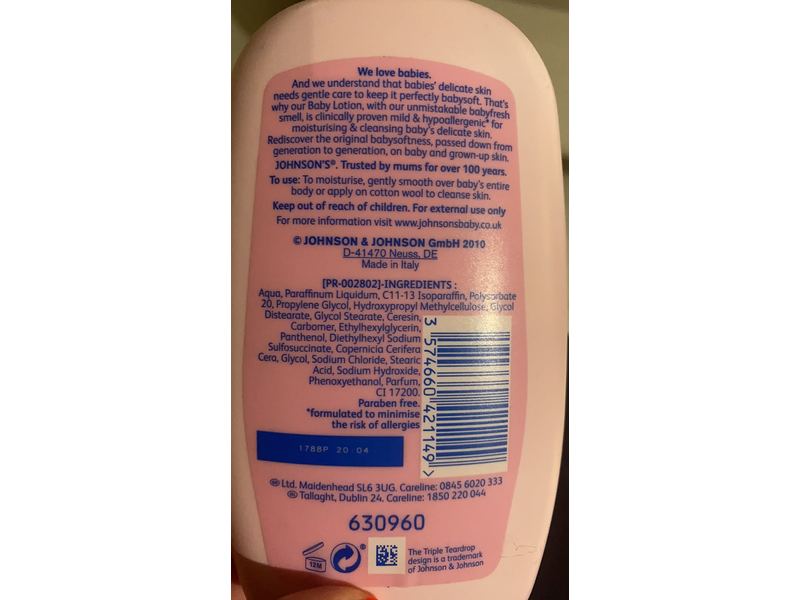 We love babies.
And we understand that babies' delicate skin
needs gentle care to keep it perfectly babysoft. That's
why our Baby Lotion, with our unmistakable babyfresh
smell, is clinically proven mild & hypoallergenic* for
moisturising & cleansing baby's delicate skin.
Rediscover the original babysoftness, passed down from
generation to generation, on baby and grown-up skin.
JOHNSON'S®. Trusted by mums for over 100 years.
To use: To moisturise, gently smooth over baby's entire
body or apply on cotton wool to cleanse skin.
Keep out of reach of children. For external use only
For more information visit www.johnsonsbaby.co.uk
© JOHNSON & JOHNSON GmbH 2010
D-41470 Neuss, DE
Made in Italy
[PR-002802]-INGREDIENTS :
Aqua, Paraffinum Liquidum, C11-13 Isoparaffin, Polysorbate
20, Propylene Glycol, Hydroxypropyl Methylcellulose, Glycol
Distearate, Glycol Stearate, Ceresin,
Carbomer, Ethylhexylglycerin,
Panthenol, Diethylhexyl Sodium
Sulfosuccinate, Copernicia Cerifera
Cera, Glycol, Sodium Chloride, Stearic
Acid, Sodium Hydroxide,
Phenoxyethanol, Parfum,
CI 17200.
Paraben free.
*formulated to minimise
the risk of allergies
3 574660 421149 >
1788P 20 04
GB Ltd. Maidenhead SL6 3UG. Careline: 0845 6020 333
IRL Tallaght, Dublin 24. Careline: 1850 220 044
630960
12M
®
The Triple Teardrop
design is a trademark
of Johnson & Johnson